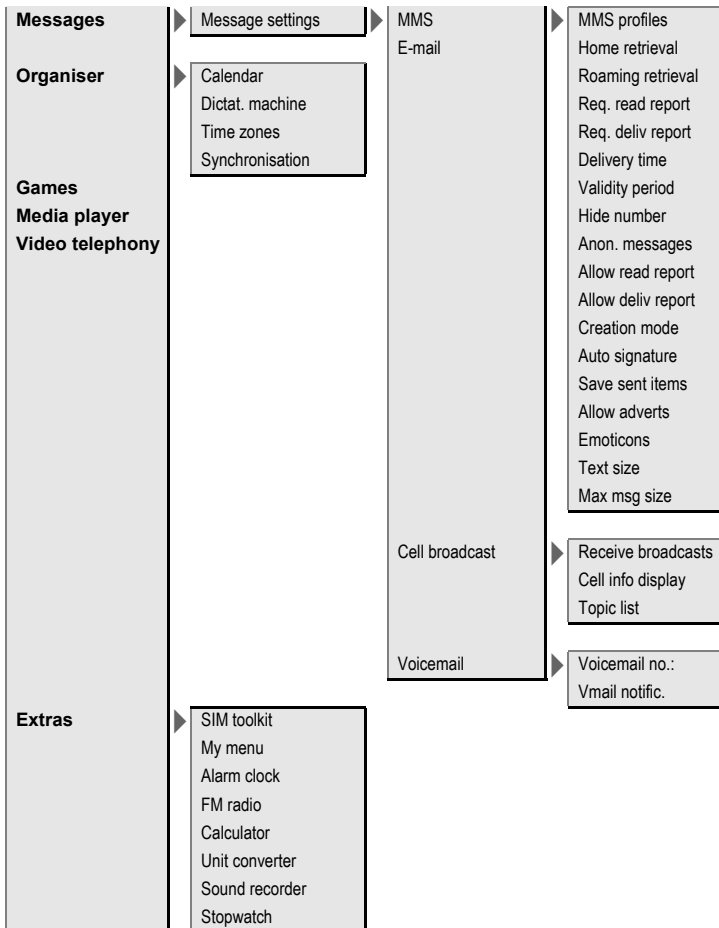 Messages Message settings MMS MMS profiles
E-mail Home retrieval
Organiser Calendar Roaming retrieval
Dictat. machine Req. read report
Time zones Req. deliv report
Synchronisation Delivery time
Games Validity period
Media player Hide number
Video telephony Anon. messages
Allow read report
Allow deliv report
Creation mode
Auto signature
Save sent items
Allow adverts
Emoticons
Text size
Max msg size
Cell broadcast Receive broadcasts
Cell info display
Topic list
Voicemail Voicemail no.:
Vmail notific.
Extras SIM toolkit
My menu
Alarm clock
FM radio
Calculator
Unit converter
Sound recorder
Stopwatch